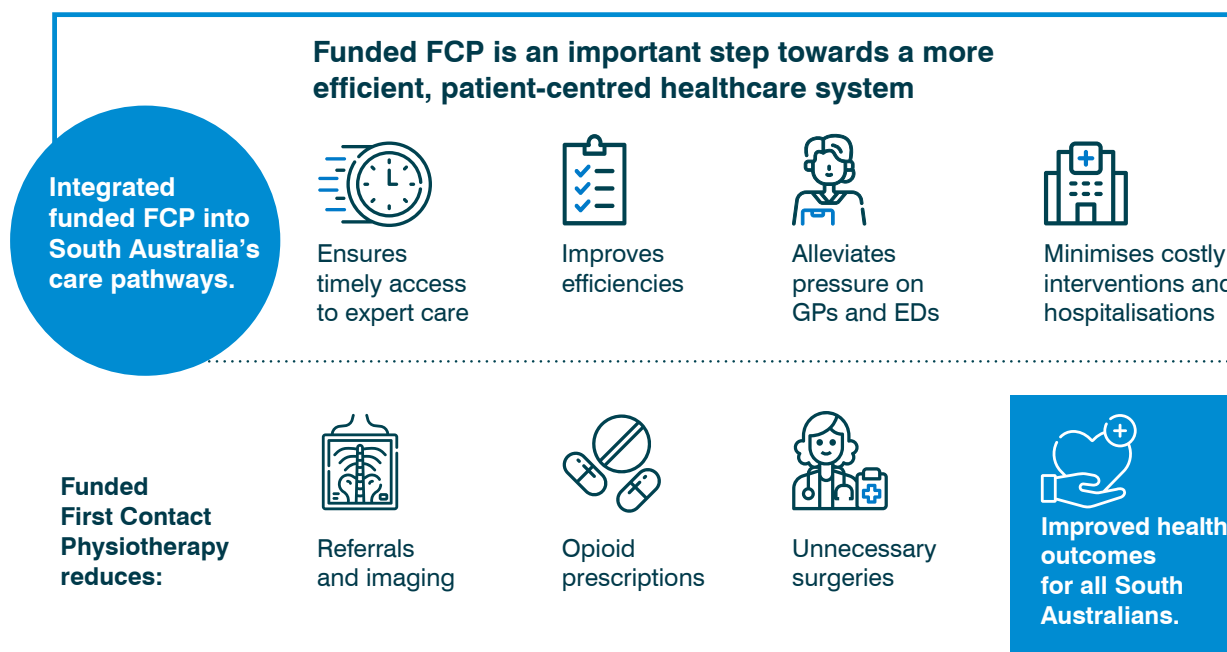 Funded FCP is an important step towards a more
efficient, patient-centred healthcare system
Integrated
funded FCP into
South Australia’s
care pathways.
Ensures
timely access
to expert care
Improves
efficiencies
Alleviates
pressure on
GPs and EDs
Minimises costly
interventions and
hospitalisations
Funded
First Contact
Physiotherapy
reduces:
Referrals
and imaging
Opioid
prescriptions
Unnecessary
surgeries
Improved health
outcomes
for all South
Australians.